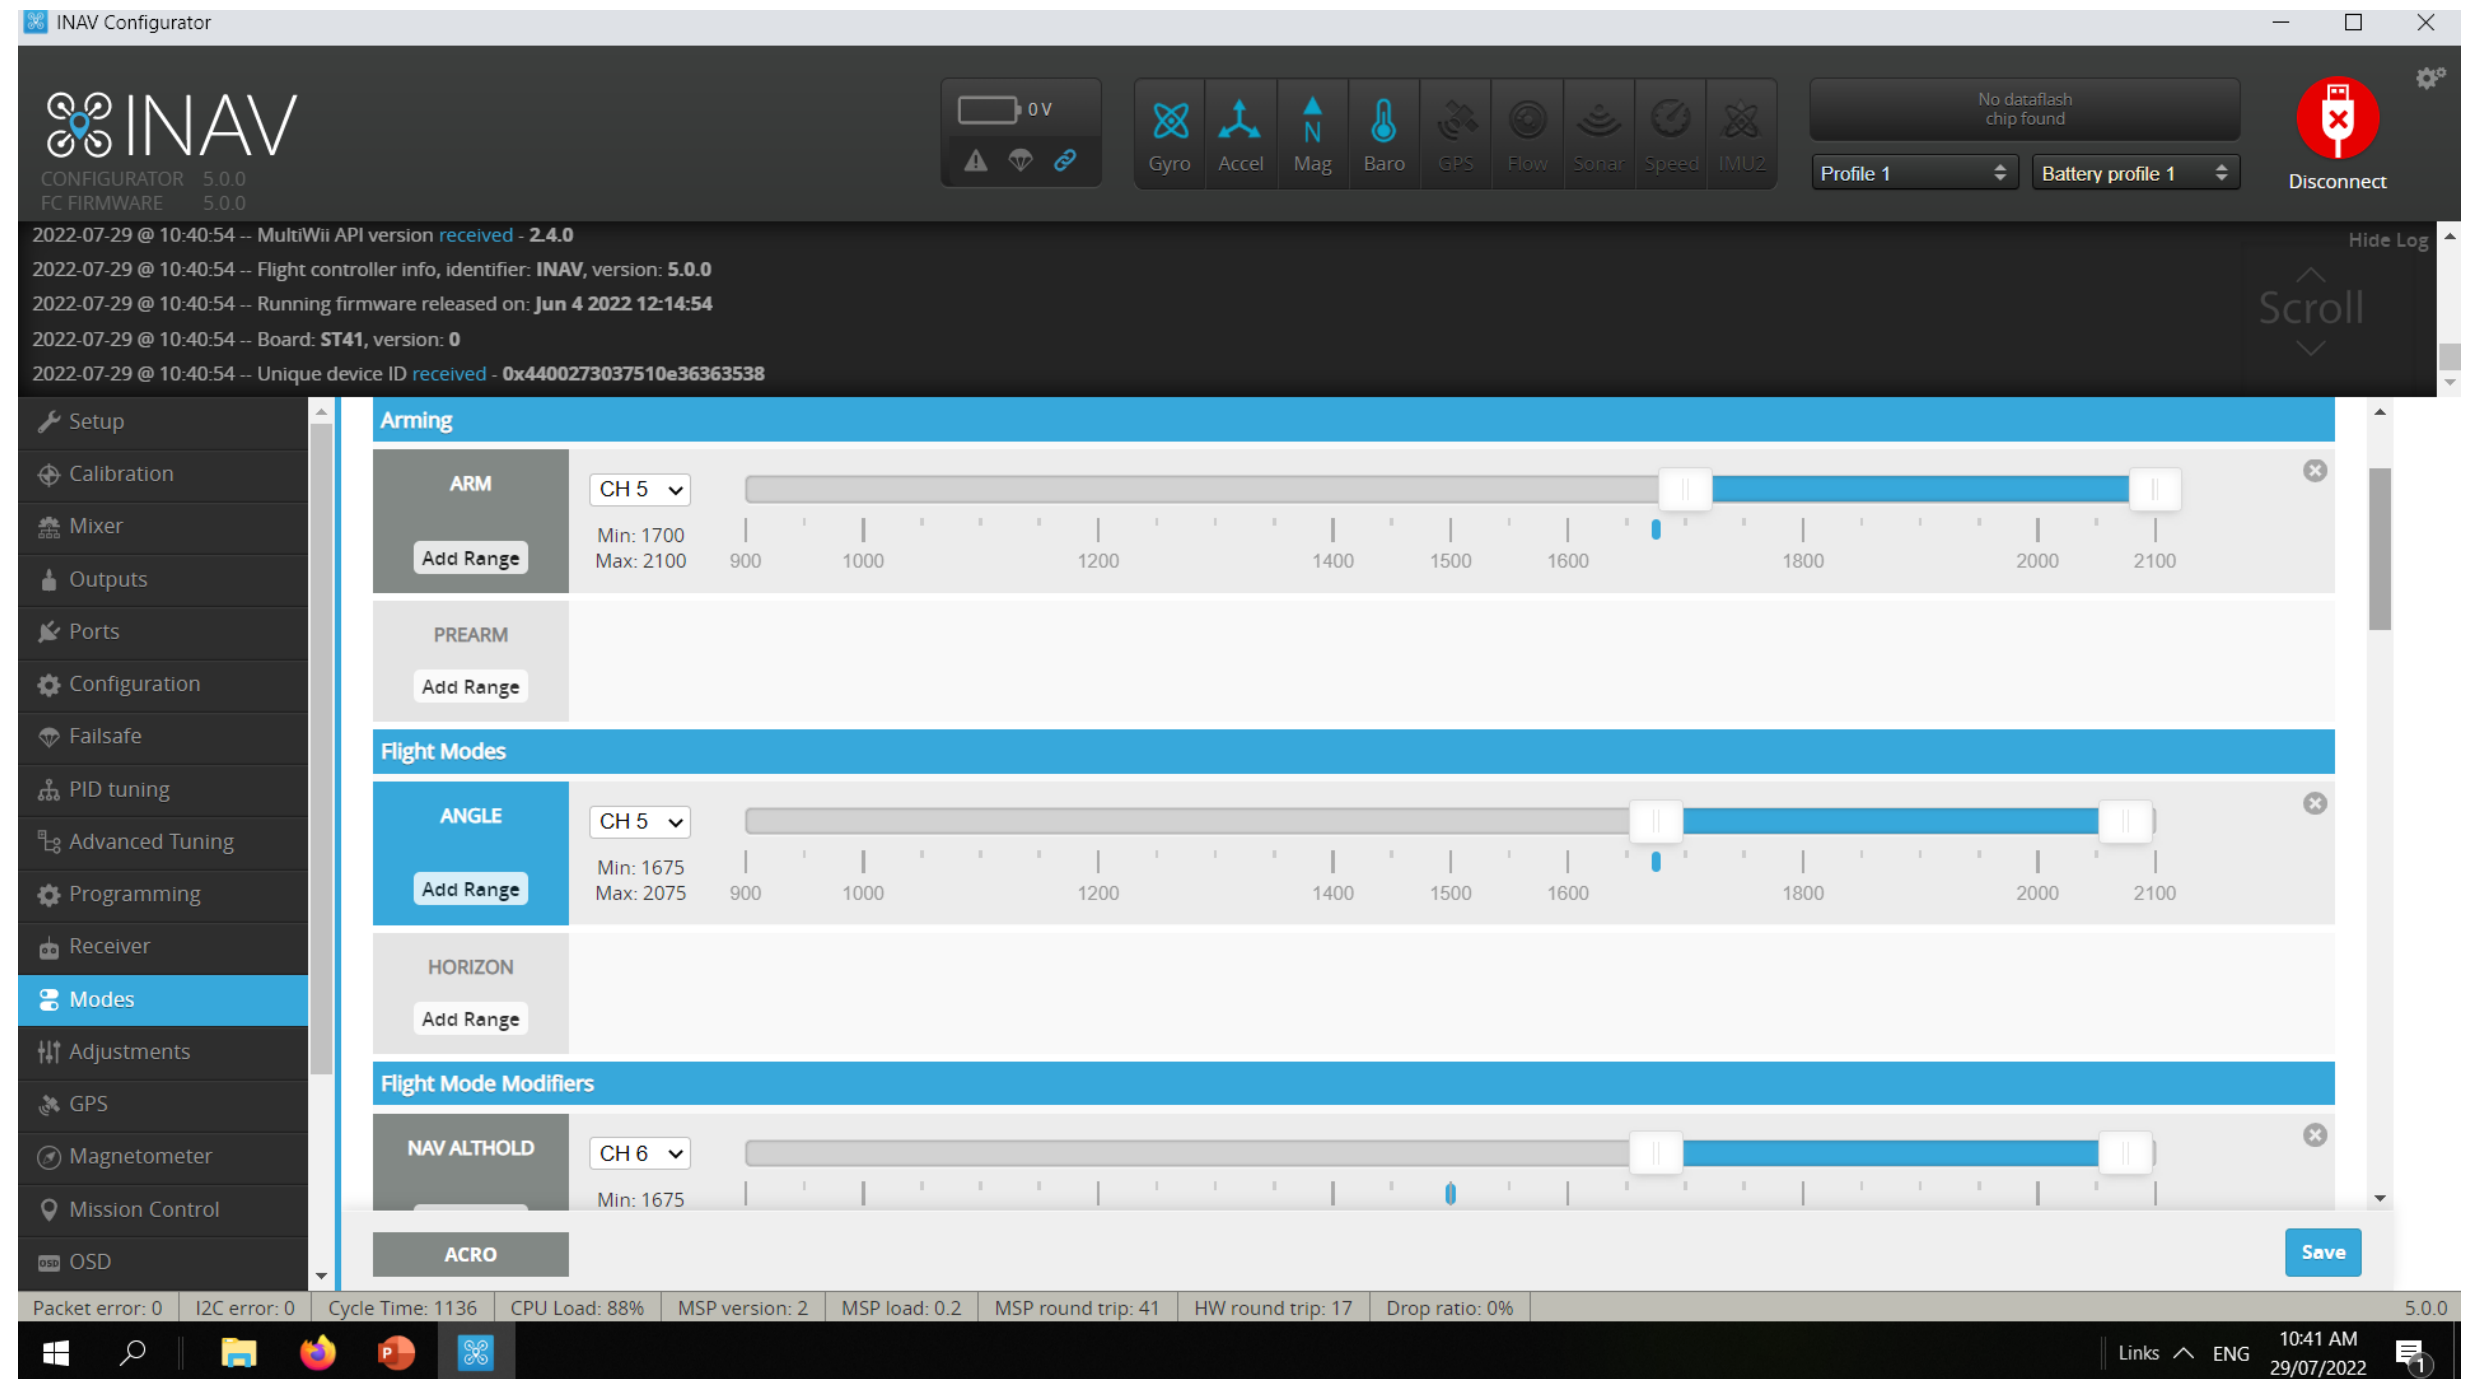 INAV Configurator
INAV
CONFIGURATOR 5.0.0
FC FIRMWARE 5.0.0
0 V
Gyro Accel Mag Baro GPS Flow Sonar Speed IMU2
N
No dataflash
chip found
Profile 1
Battery profile 1
Disconnect
2022-07-29 @ 10:40:54 -- MultiWii API version received - 2.4.0
2022-07-29 @ 10:40:54 -- Flight controller info, identifier: INAV, version: 5.0.0
2022-07-29 @ 10:40:54 -- Running firmware released on: Jun 4 2022 12:14:54
2022-07-29 @ 10:40:54 -- Board: ST41, version: 0
2022-07-29 @ 10:40:54 -- Unique device ID received - 0x4400273037510e36363538
Hide Log
Scroll
Setup
Calibration
Mixer
Outputs
Ports
Configuration
Failsafe
PID tuning
Advanced Tuning
Programming
Receiver
Modes
Adjustments
GPS
Magnetometer
Mission Control
OSD
OSD
Arming
ARM
Add Range
CH 5
Min: 1700
Max: 2100
900 1000 1200 1400 1500 1600 1800 2000 2100
PREARM
Add Range
Flight Modes
ANGLE
Add Range
CH 5
Min: 1675
Max: 2075
900 1000 1200 1400 1500 1600 1800 2000 2100
HORIZON
Add Range
Flight Mode Modifiers
NAV ALTHOLD
CH 6
Min: 1675
ACRO
Save
Packet error: 0 I2C error: 0 Cycle Time: 1136 CPU Load: 88% MSP version: 2 MSP load: 0.2 MSP round trip: 41 HW round trip: 17 Drop ratio: 0% 5.0.0
P
Links ENG
10:41 AM
29/07/2022
1